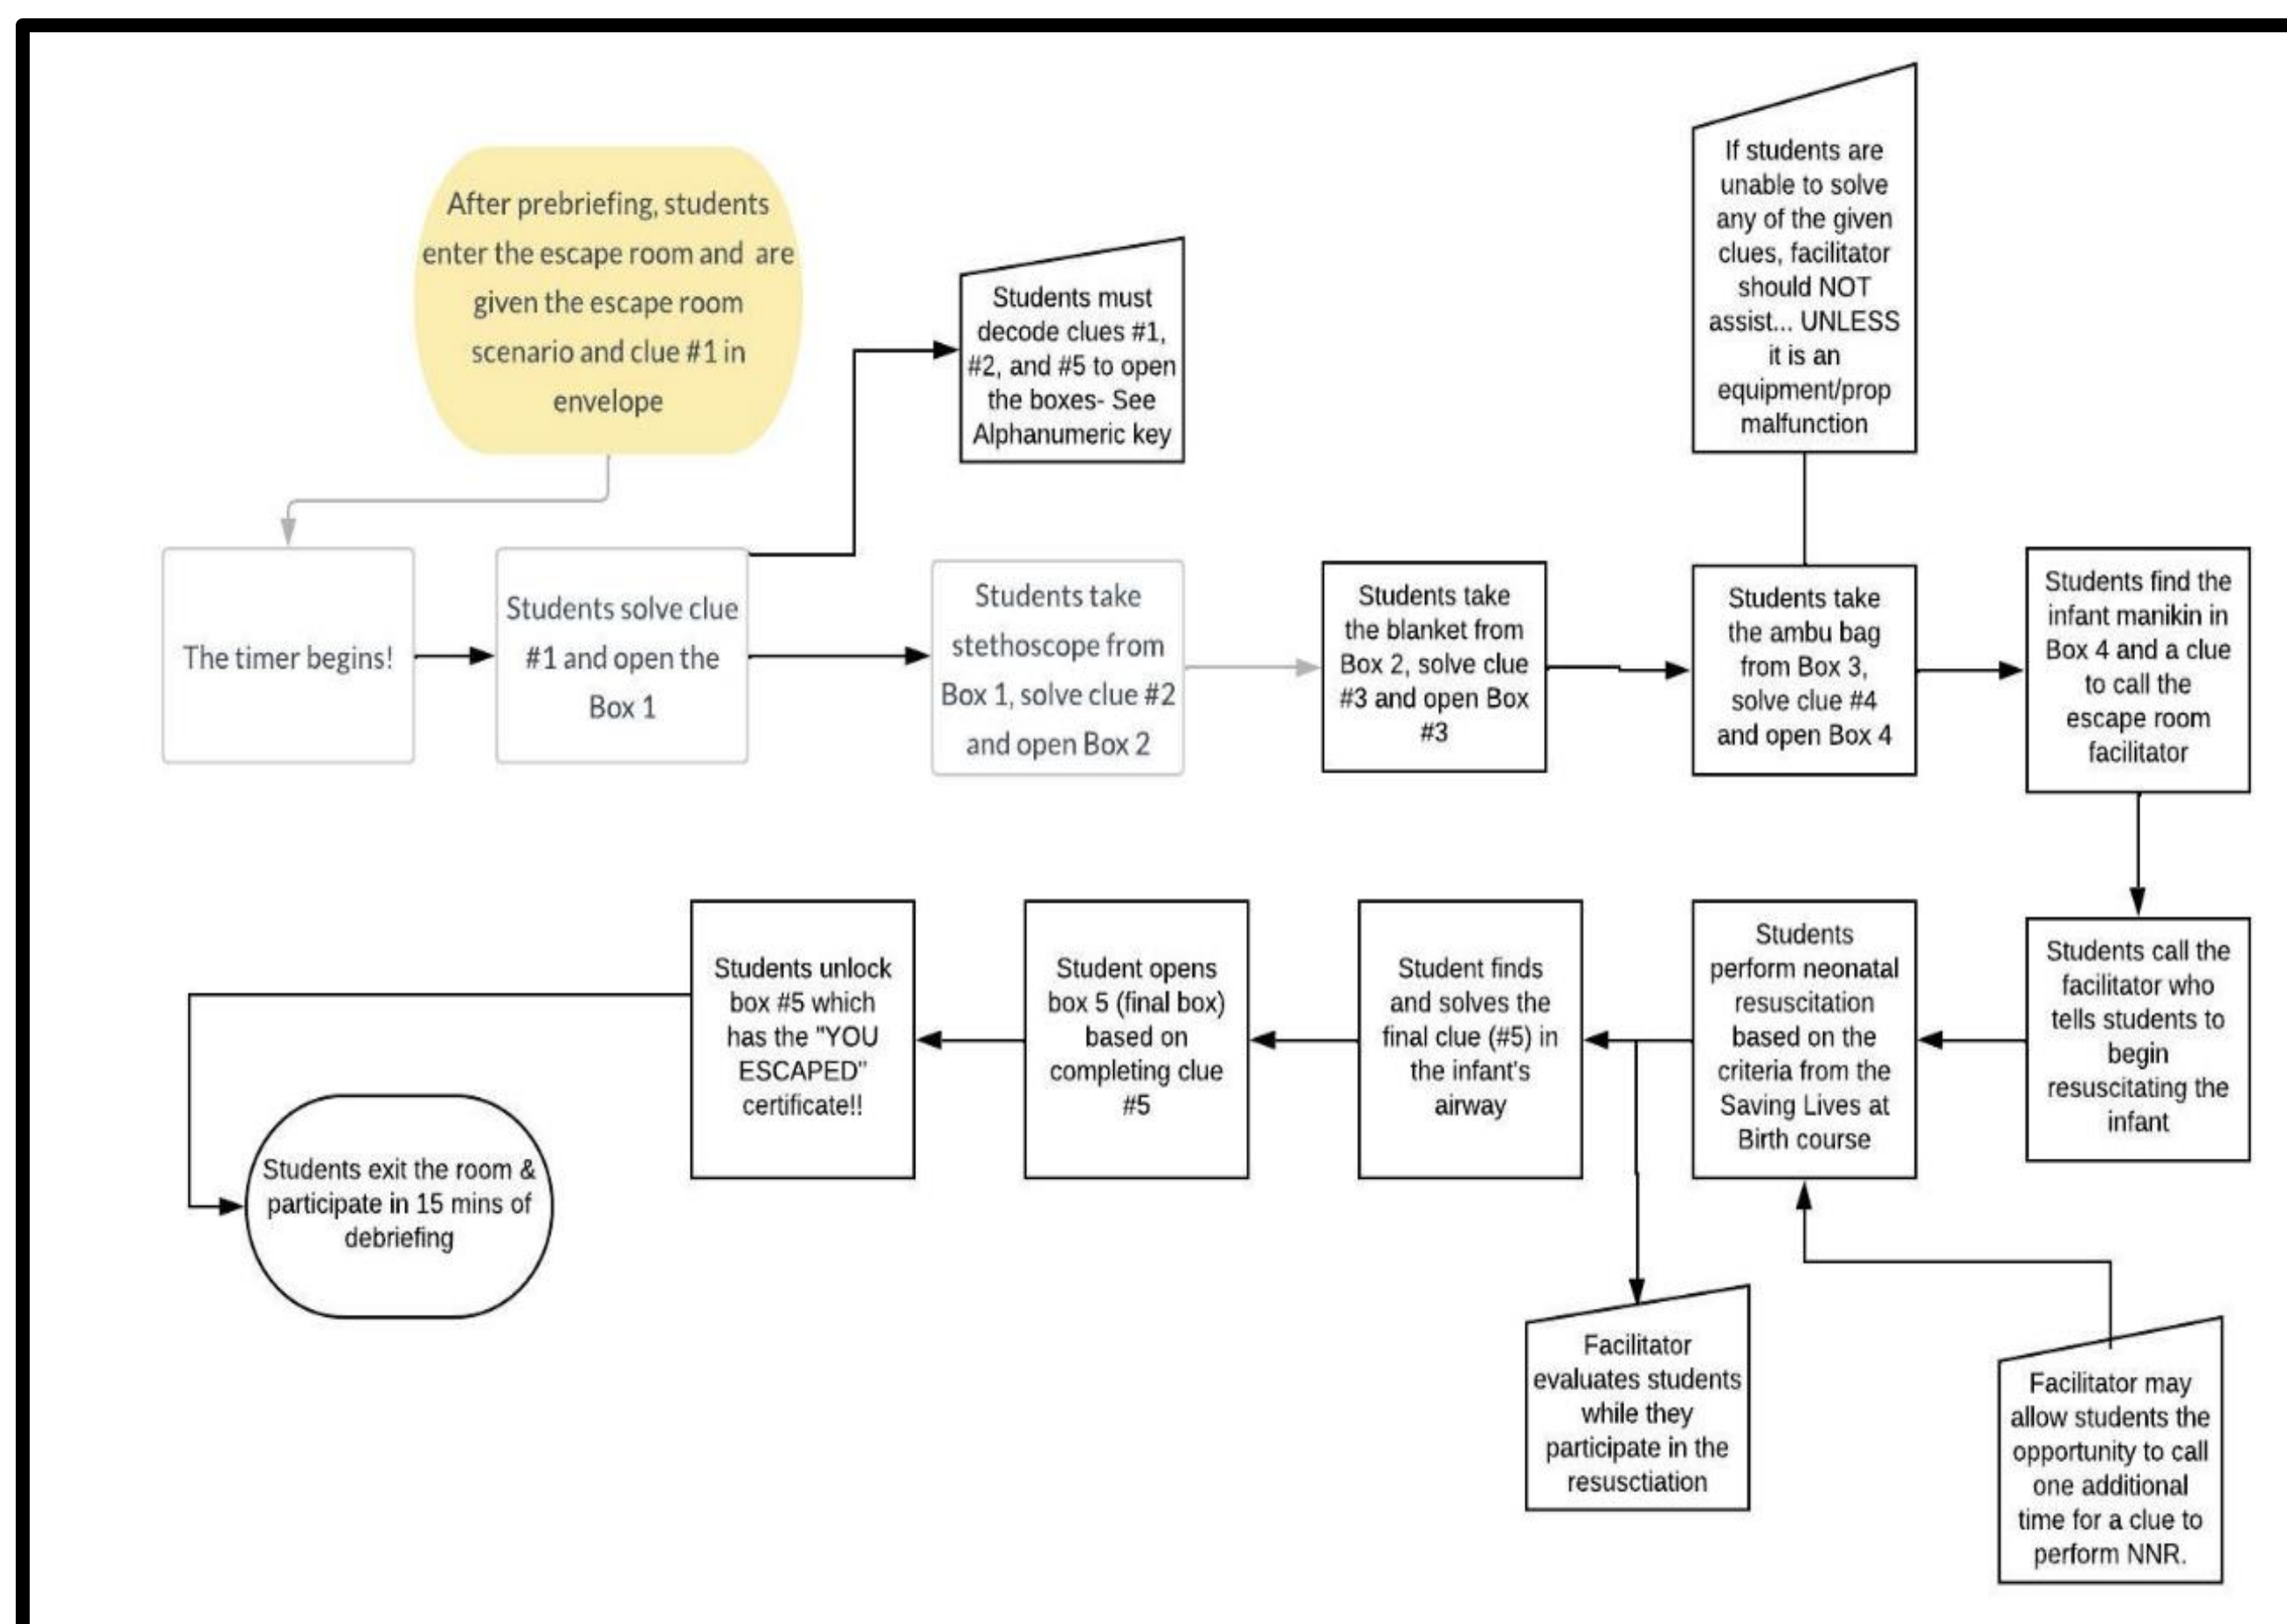 After prebriefing, students
enter the escape room and are
given the escape room
scenario and clue #1 in
envelope
Students must
decode clues #1,
#2, and #5 to open
the boxes- See
Alphanumeric key
If students are
unable to solve
any of the given
clues, facilitator
should NOT
assist... UNLESS
it is an
equipment/prop
malfunction
The timer begins!
Students solve clue
#1 and open the
Box 1
Students take
stethoscope from
Box 1, solve clue #2
and open Box 2
Students take
the blanket from
Box 2, solve clue
#3 and open Box
#3
Students take
the ambu bag
from Box 3,
solve clue #4
and open Box 4
Students find the
infant manikin in
Box 4 and a clue
to call the
escape room
facilitator
Students call the
facilitator who
tells students to
begin
resuscitating the
infant
Students
perform neonatal
resuscitation
based on the
criteria from the
Saving Lives at
Birth course
Student finds
and solves the
final clue (#5) in
the infant's
airway
Student opens
box 5 (final box)
based on
completing clue
#5
Students unlock
box #5 which
has the "YOU
ESCAPED"
certificate!!
Students exit the room &
participate in 15 mins of
debriefing
Facilitator
evaluates students
while they
participate in the
resusctiation
Facilitator may
allow students the
opportunity to call
one additional
time for a clue to
perform NNR.